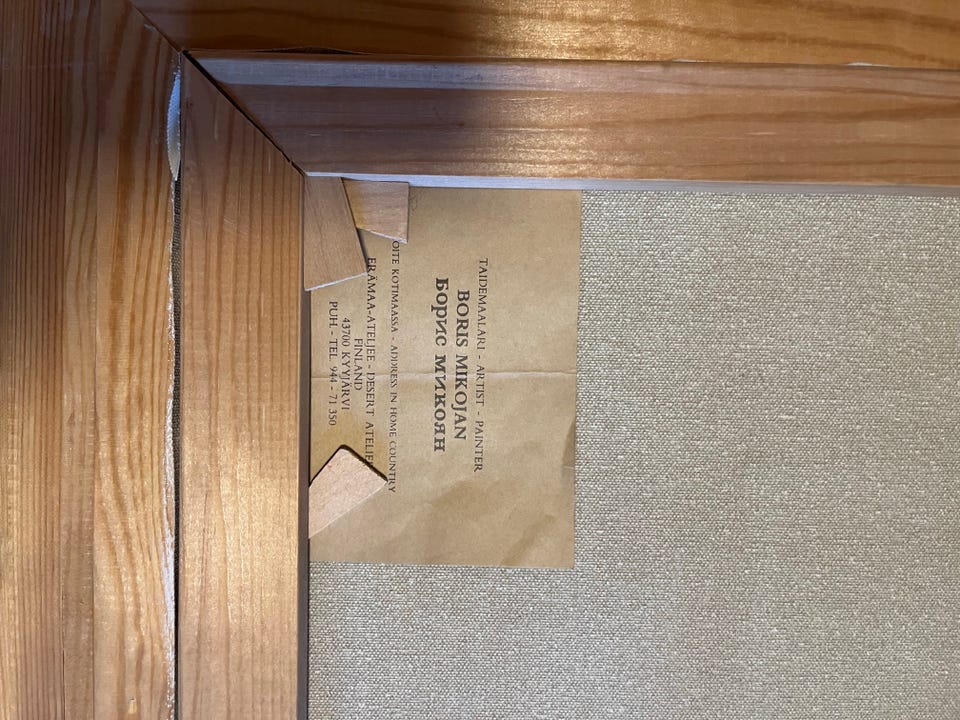 TAIDEMAALARI - ARTIST - PAINTER
BORIS MIKOJAN
Борис микоян
OITE KOTIMAASSA - ADDRESS IN HOME COUNTRY
ERÄMAA-ATELJEE - DESERT ATELIE
FINLAND
43700 KYYJÄRVI
PUH. - TEL. 944 - 71 350